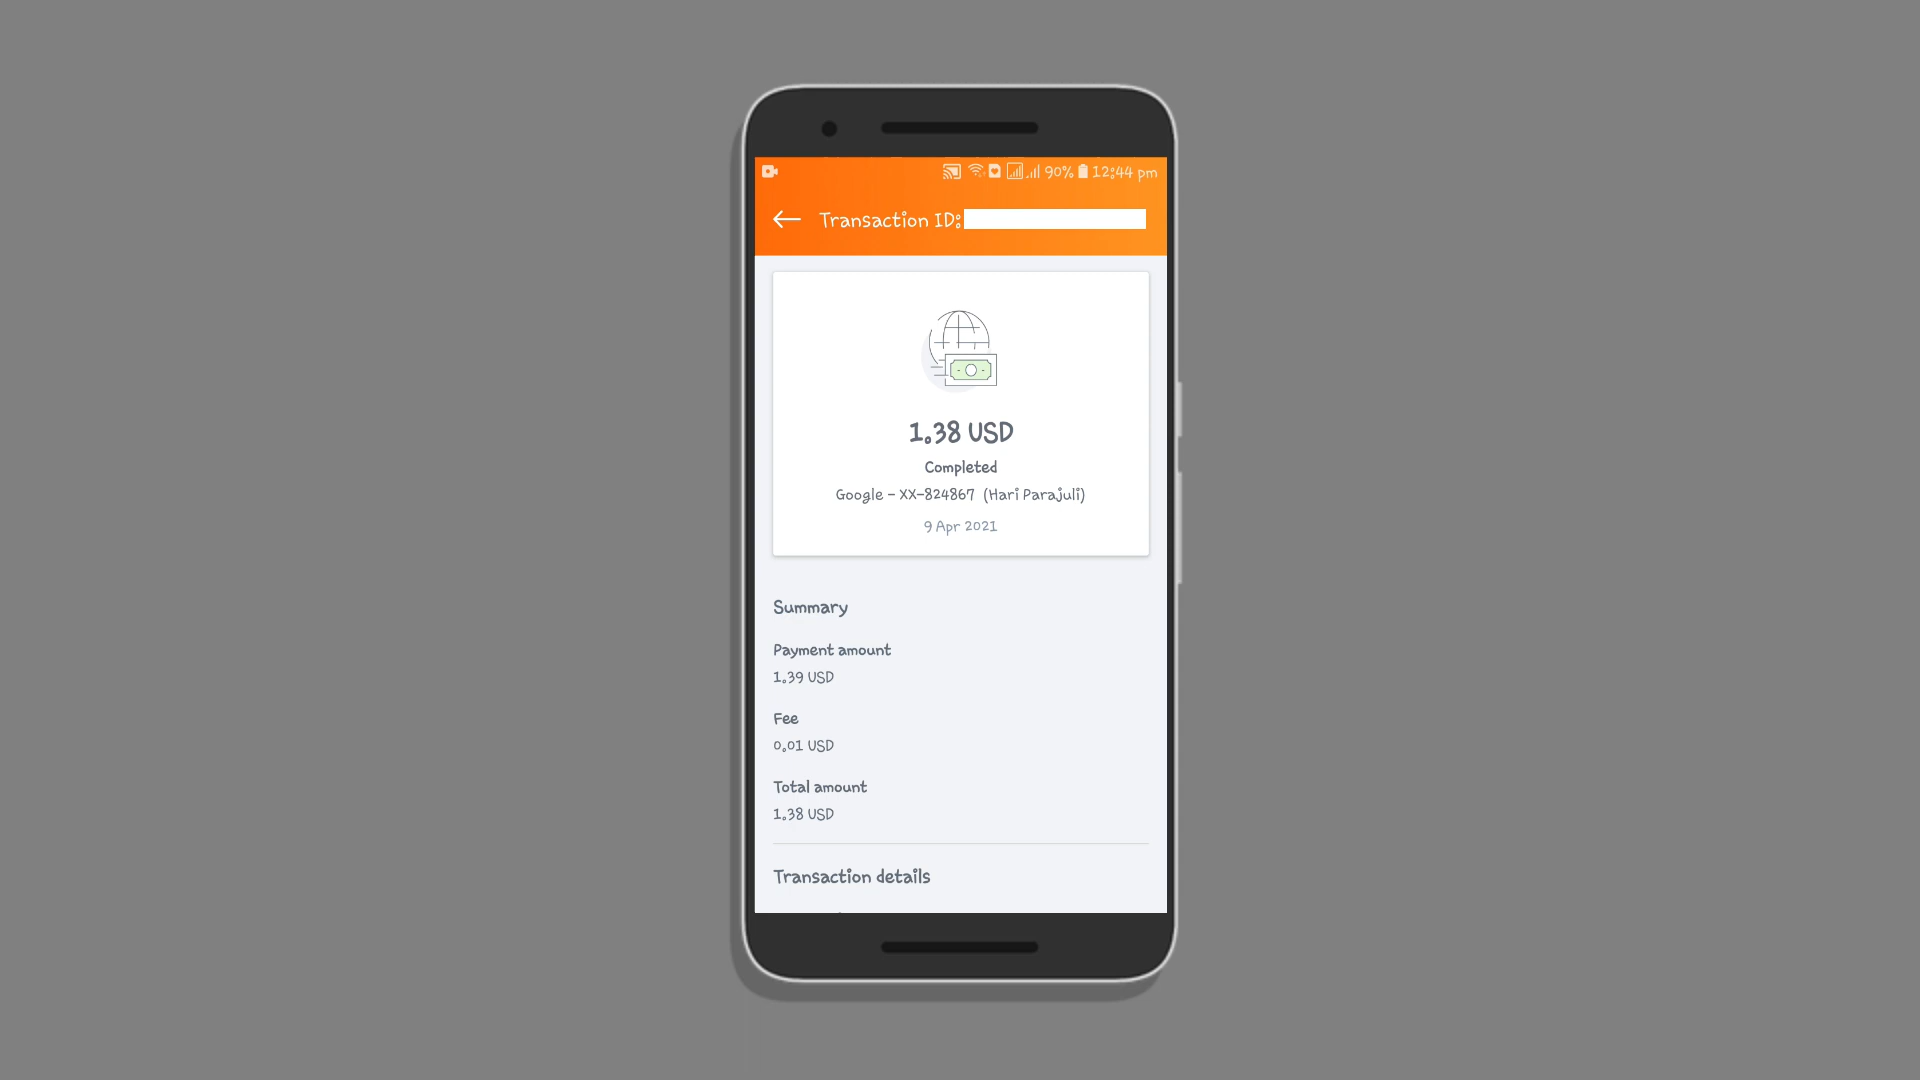 90% 12:44 pm
Transaction ID:
1.38 USD
Completed
Google - XX-824867 (Hari Parajuli)
9 Apr 2021
Summary
Payment amount
1.39 USD
Fee
0.01 USD
Total amount
1.38 USD
Transaction details